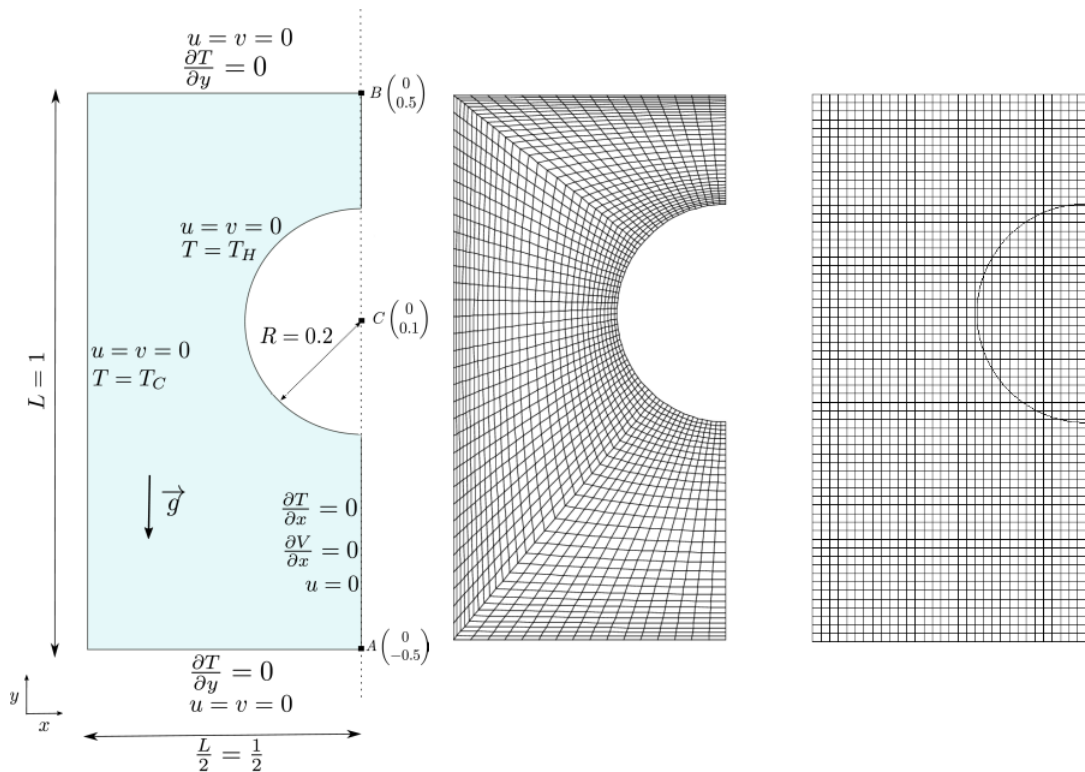 u = v = 0
∂T/∂y = 0
B (0 0.5)
u = v = 0
T = T_H
C (0 0.1)
R = 0.2
u = v = 0
T = T_C
L = 1
g⃗
∂T/∂x = 0
∂V/∂x = 0
u = 0
A (0 −0.5)
∂T/∂y = 0
u = v = 0
y
x
L/2 = 1/2